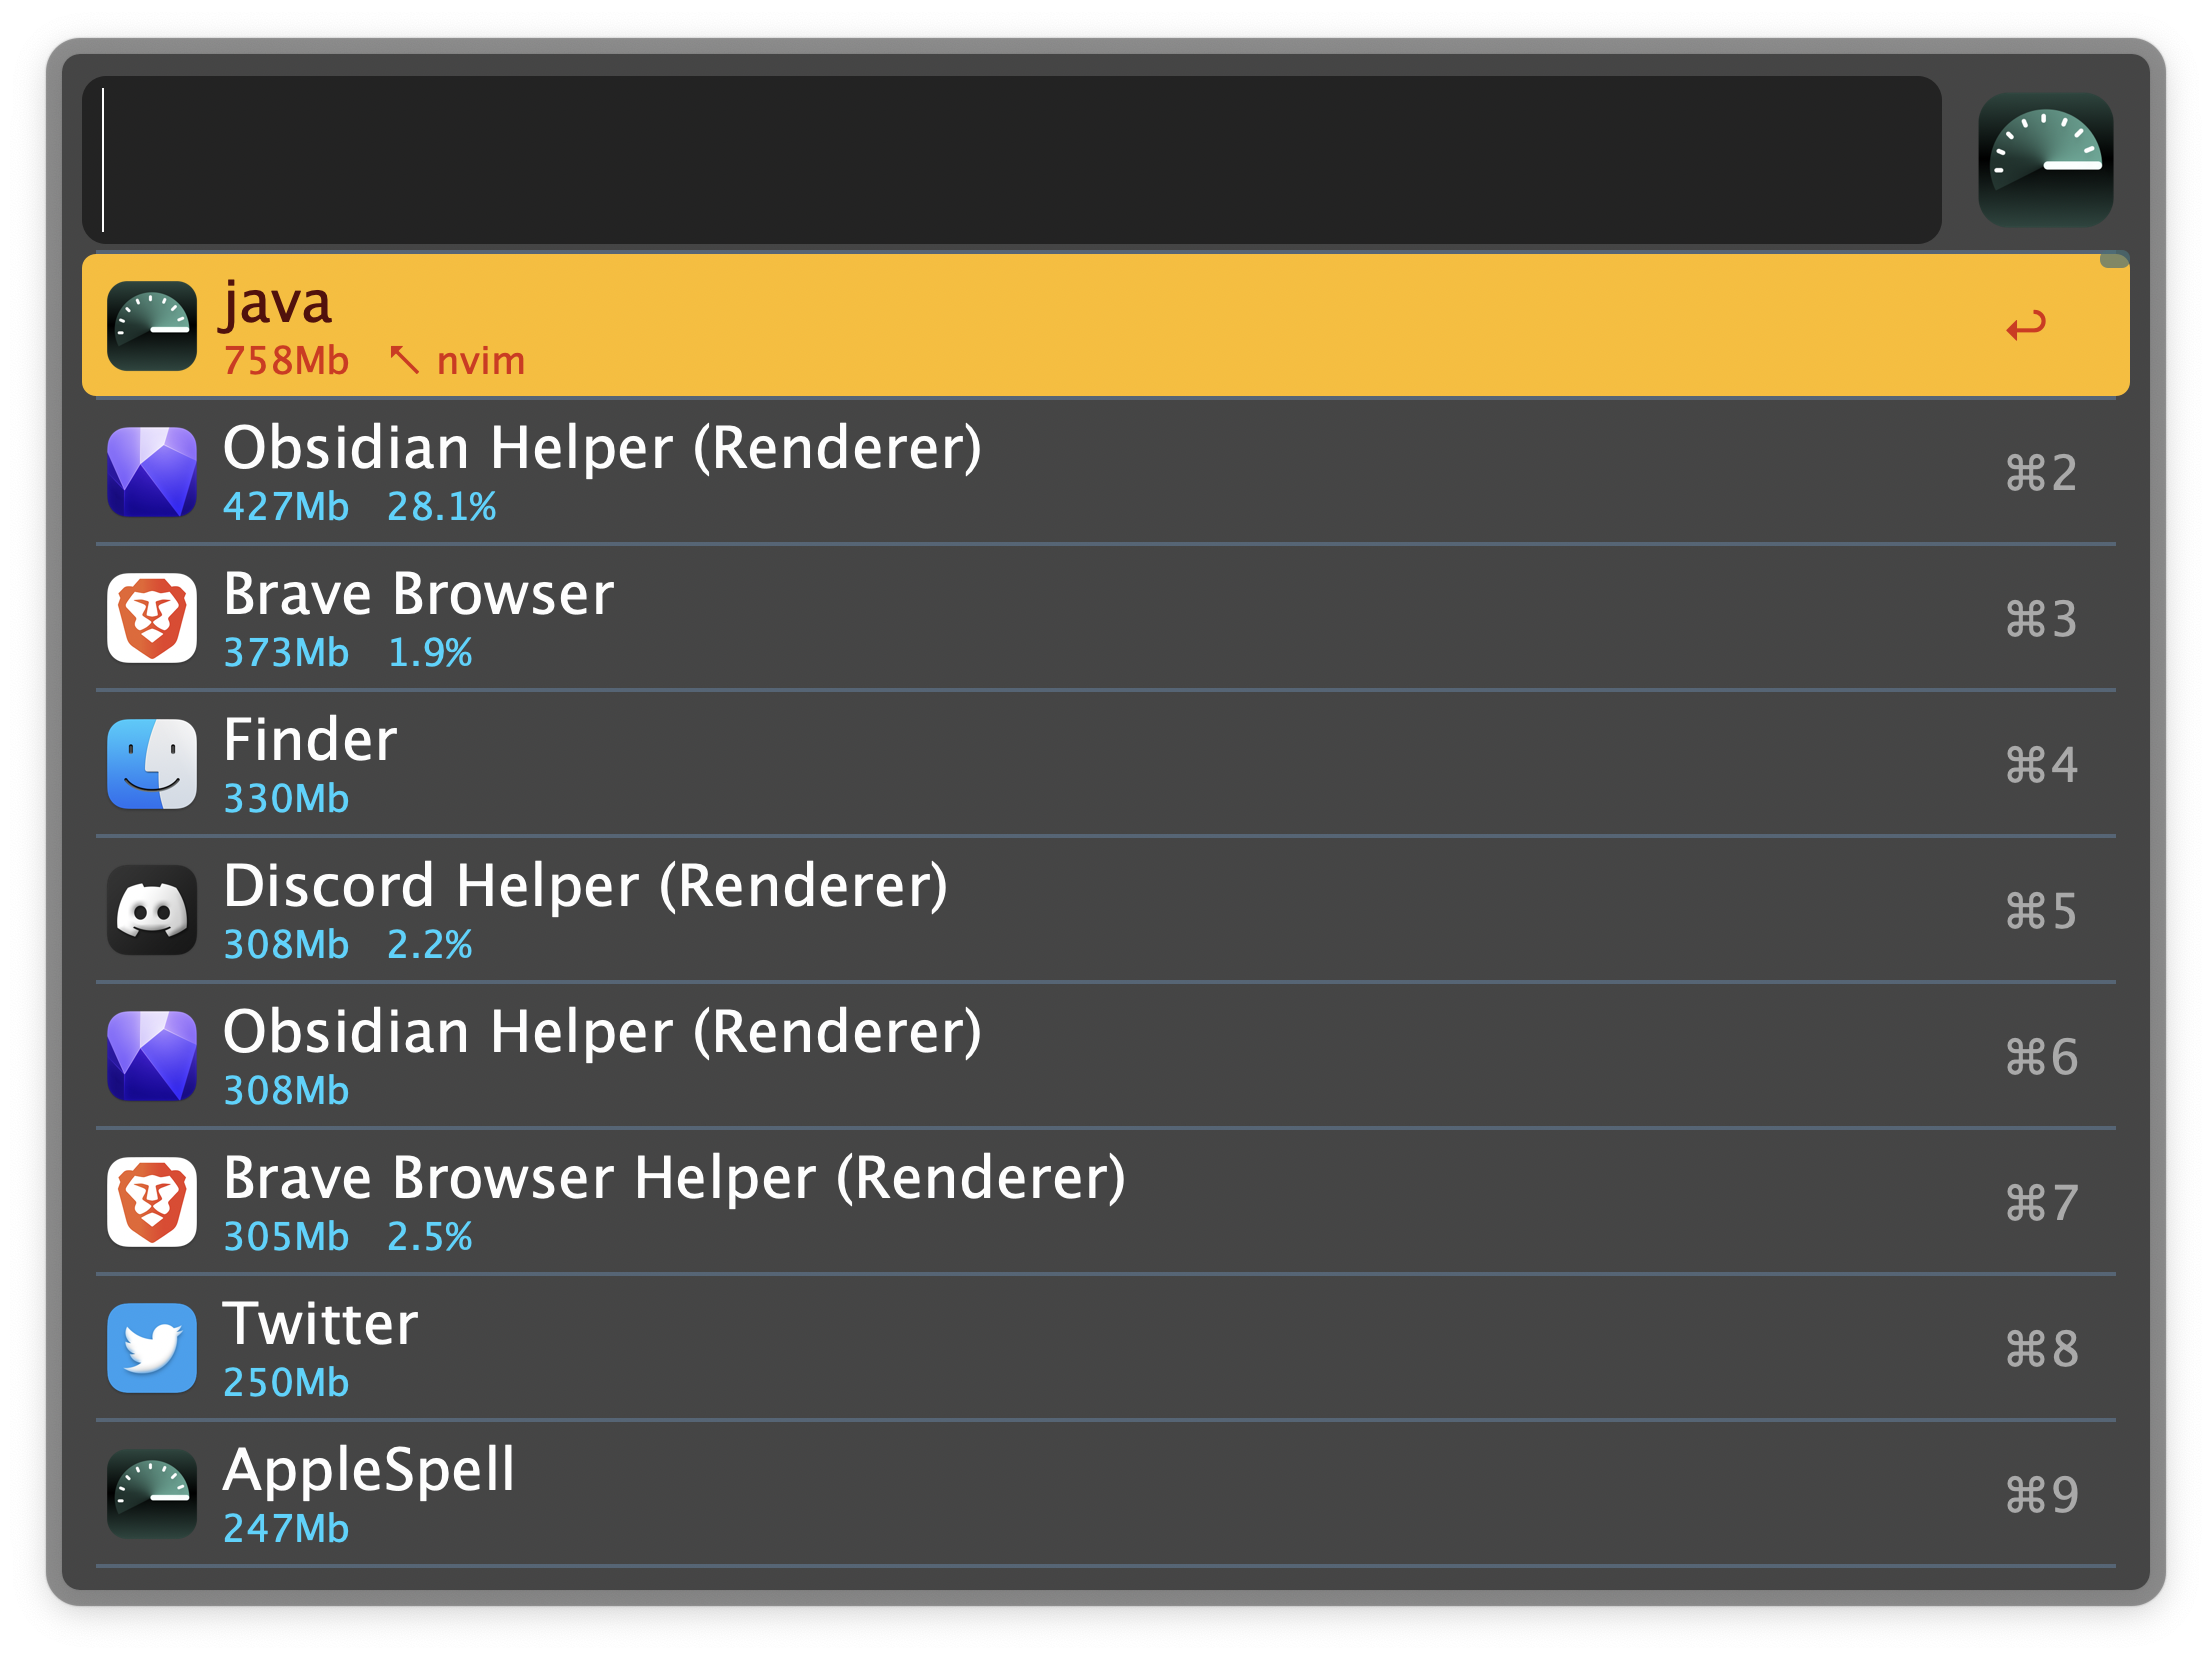 java
758Mb ↖ nvim
↩
Obsidian Helper (Renderer)
427Mb 28.1%
⌘2
Brave Browser
373Mb 1.9%
⌘3
Finder
330Mb
⌘4
Discord Helper (Renderer)
308Mb 2.2%
⌘5
Obsidian Helper (Renderer)
308Mb
⌘6
Brave Browser Helper (Renderer)
305Mb 2.5%
⌘7
Twitter
250Mb
⌘8
AppleSpell
247Mb
⌘9